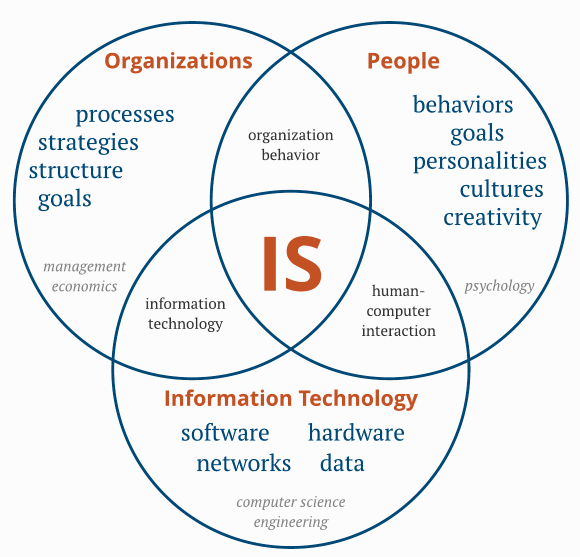 Organizations
processes
strategies
structure
goals
management
economics
People
behaviors
goals
personalities
cultures
creativity
psychology
organization
behavior
IS
information
technology
human-
computer
interaction
Information Technology
software hardware
networks data
computer science
engineering